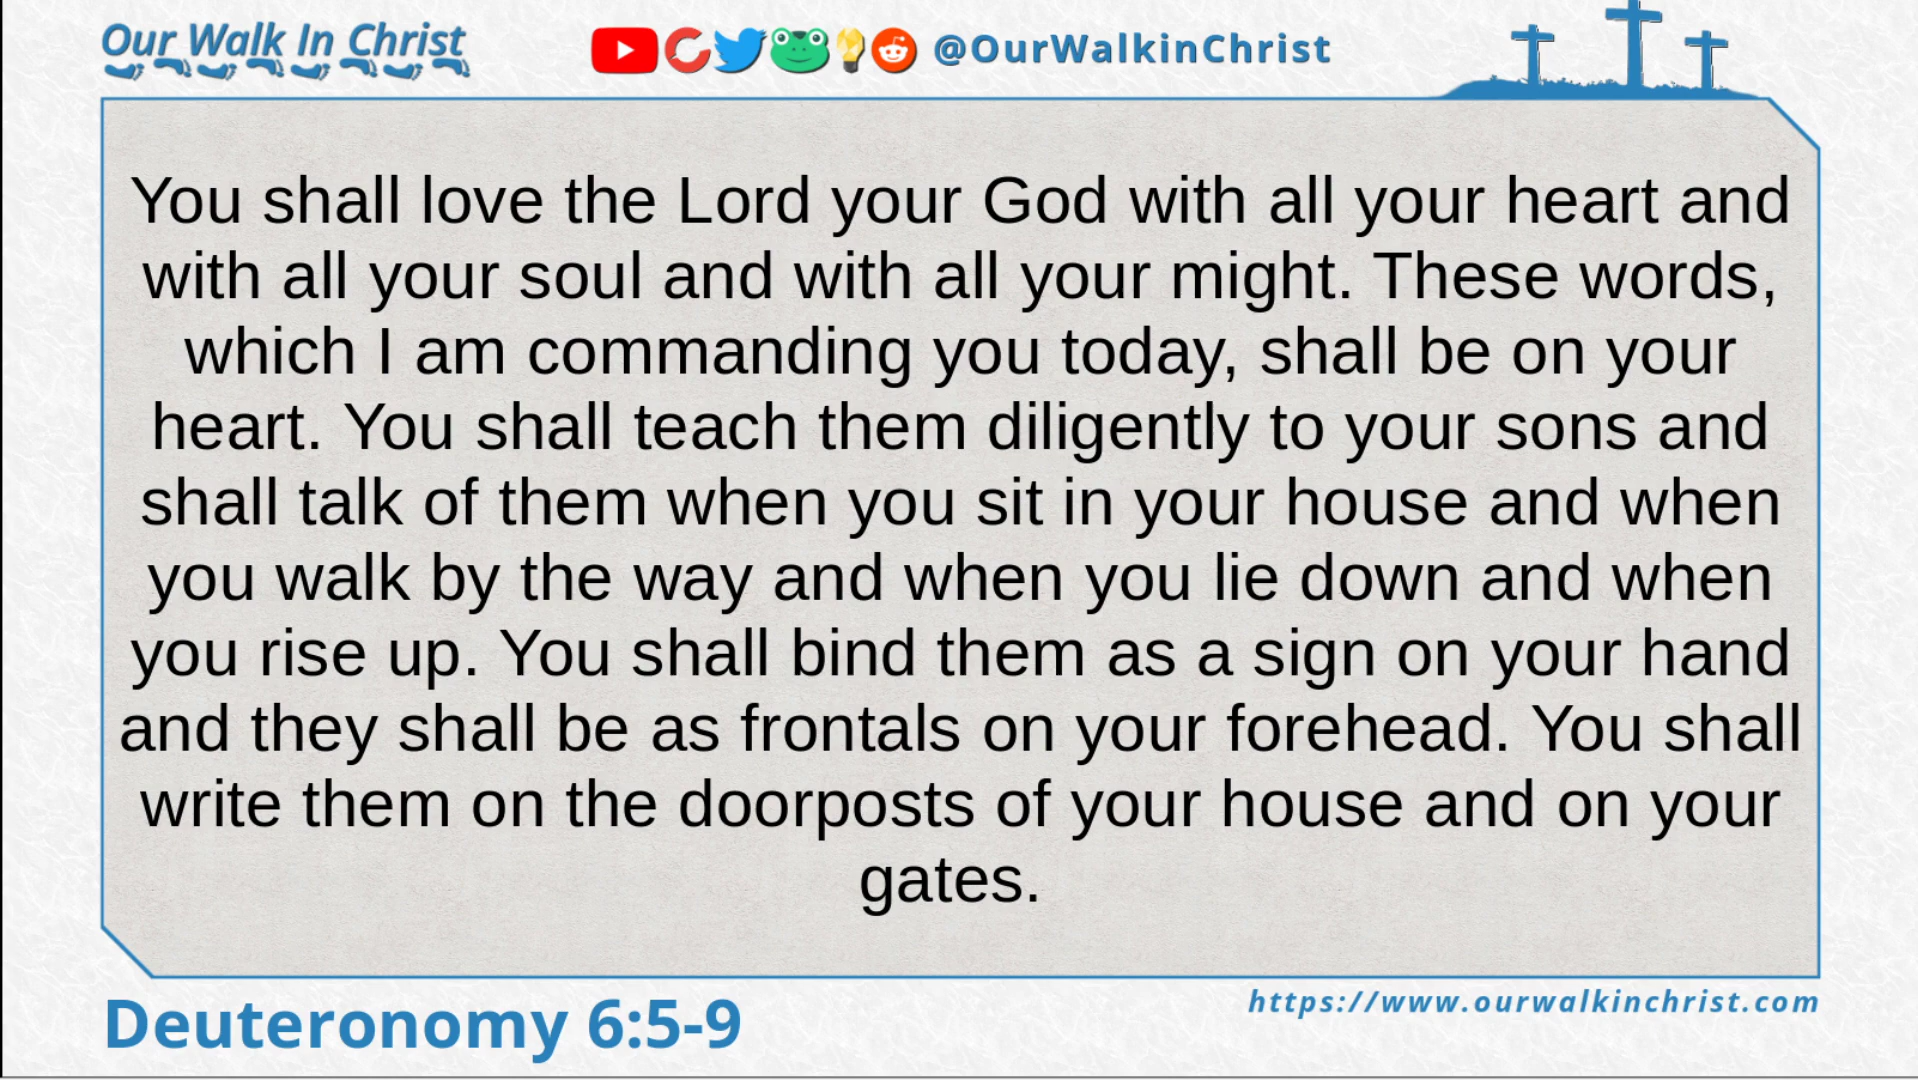 Our Walk In Christ
@OurWalkinChrist
You shall love the Lord your God with all your heart and
with all your soul and with all your might. These words,
which I am commanding you today, shall be on your
heart. You shall teach them diligently to your sons and
shall talk of them when you sit in your house and when
you walk by the way and when you lie down and when
you rise up. You shall bind them as a sign on your hand
and they shall be as frontals on your forehead. You shall
write them on the doorposts of your house and on your
gates.
Deuteronomy 6:5-9
https://www.ourwalkinchrist.com